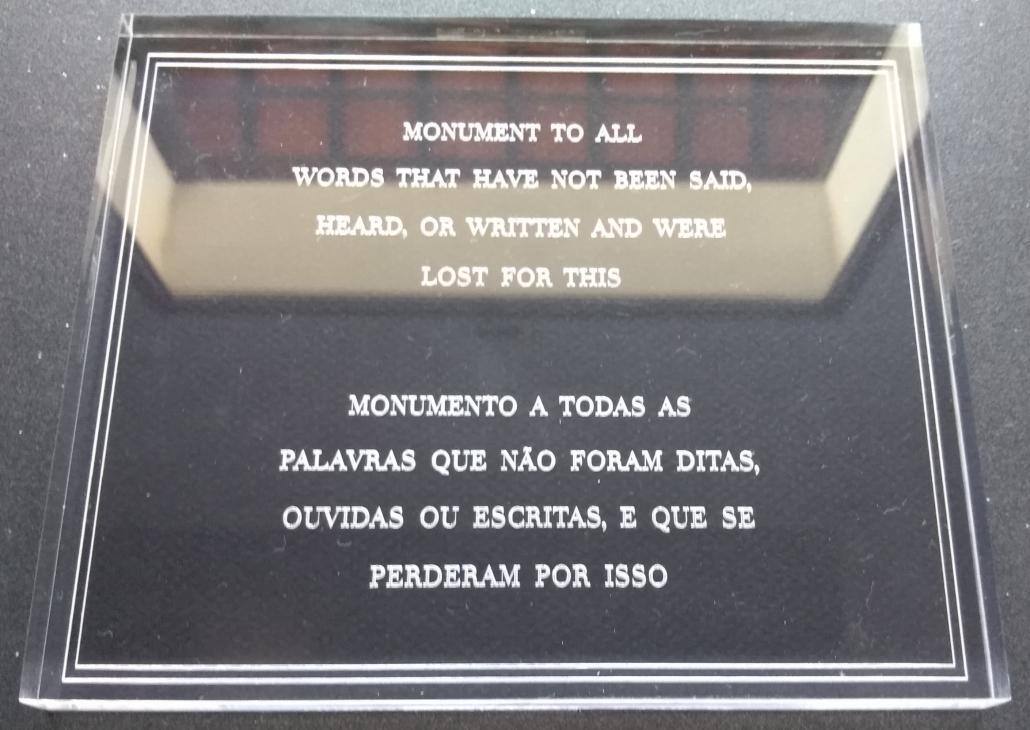 MONUMENT TO ALL
WORDS THAT HAVE NOT BEEN SAID,
HEARD, OR WRITTEN AND WERE
LOST FOR THIS
MONUMENTO A TODAS AS
PALAVRAS QUE NÃO FORAM DITAS,
OUVIDAS OU ESCRITAS, E QUE SE
PERDERAM POR ISSO